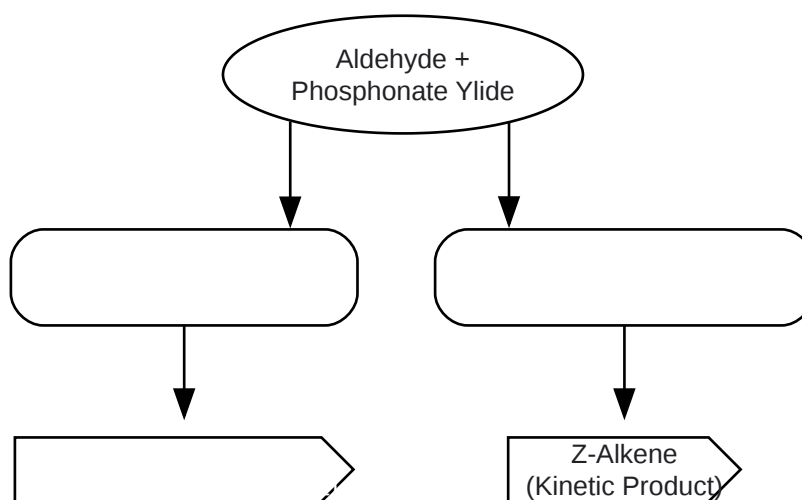 Aldehyde +
Phosphonate Ylide
Z-Alkene
(Kinetic Product)